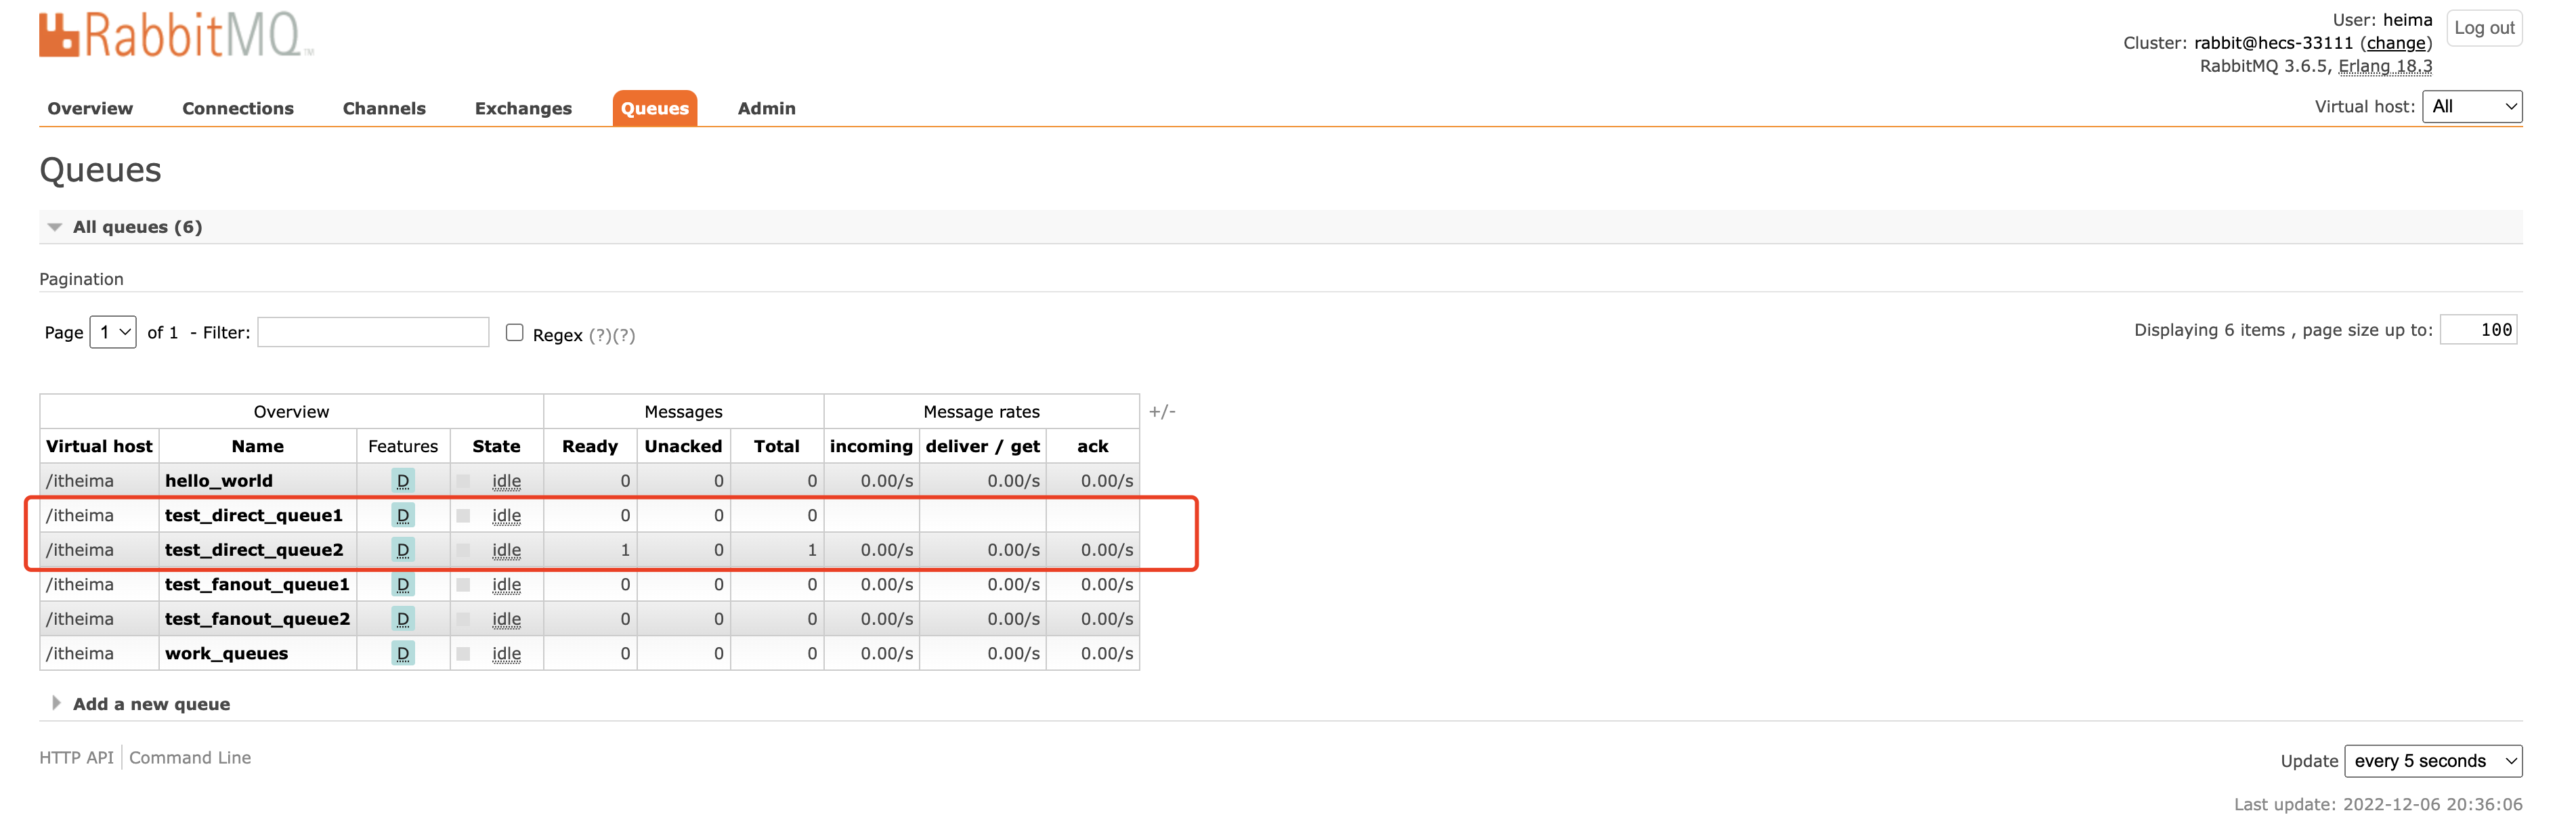 RabbitMQ™
User: heima
Log out
Cluster: rabbit@hecs-33111 (change)
RabbitMQ 3.6.5, Erlang 18.3
Overview Connections Channels Exchanges Queues Admin
Virtual host: All
Queues
All queues (6)
Pagination
Page 1 of 1 - Filter: Regex (?)(?)
Displaying 6 items , page size up to: 100
Overview Messages Message rates +/-
Virtual host Name Features State Ready Unacked Total incoming deliver / get ack
/itheima hello_world D idle 0 0 0 0.00/s 0.00/s 0.00/s
/itheima test_direct_queue1 D idle 0 0 0
/itheima test_direct_queue2 D idle 1 0 1 0.00/s 0.00/s 0.00/s
/itheima test_fanout_queue1 D idle 0 0 0 0.00/s 0.00/s 0.00/s
/itheima test_fanout_queue2 D idle 0 0 0 0.00/s 0.00/s 0.00/s
/itheima work_queues D idle 0 0 0 0.00/s 0.00/s 0.00/s
Add a new queue
HTTP API Command Line
Update every 5 seconds
Last update: 2022-12-06 20:36:06